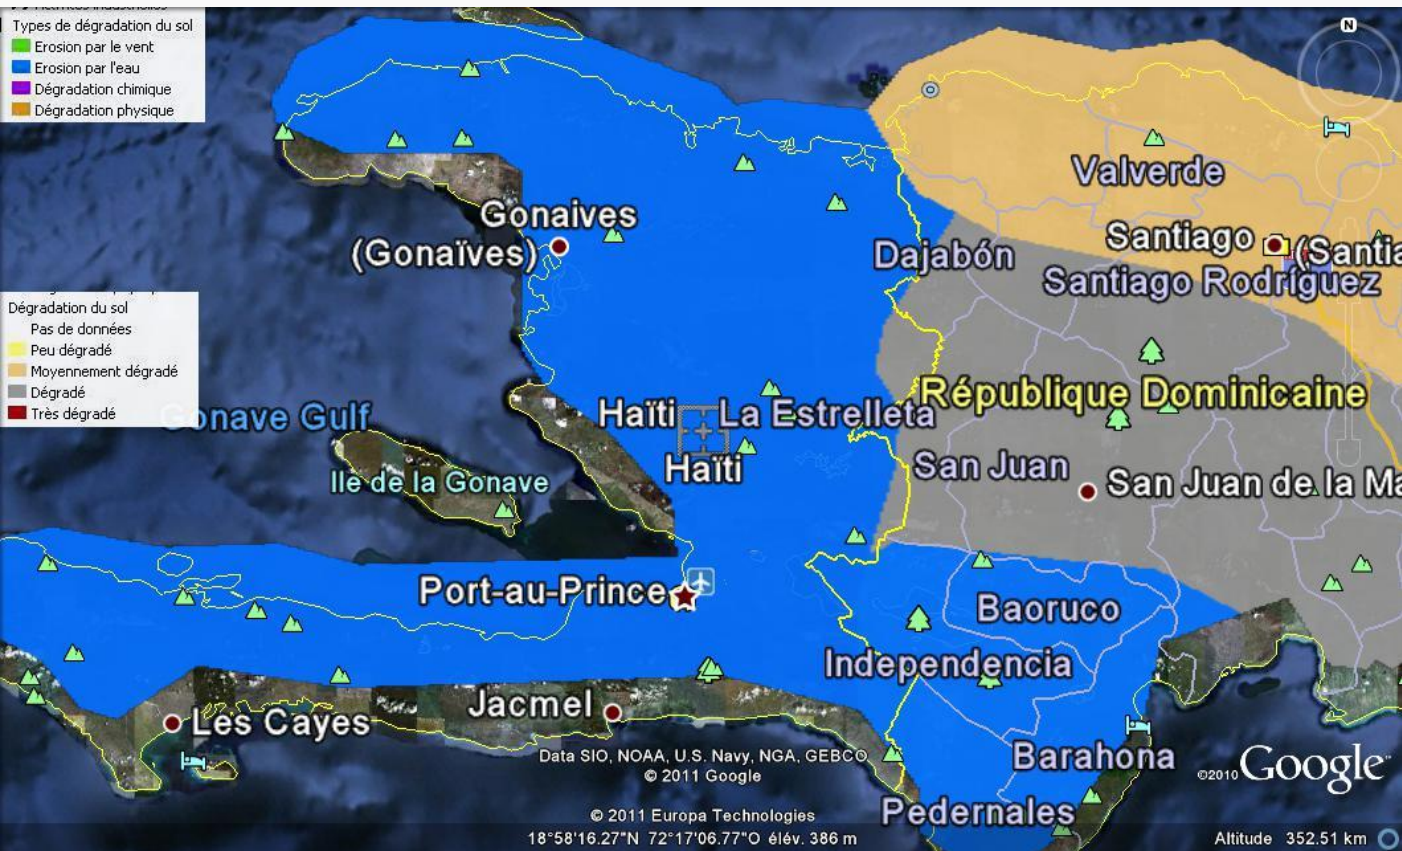 Types de dégradation du sol
Erosion par le vent
Erosion par l'eau
Dégradation chimique
Dégradation physique
N
Valverde
Gonaives
(Gonaïves)
Santiago
(Santia
Dajabón
Santiago Rodríguez
Dégradation du sol
Pas de données
Peu dégradé
Moyennement dégradé
Dégradé
Très dégradé
Gonave Gulf
Haïti
La Estrelleta
République Dominicaine
Haïti
San Juan
San Juan de la Ma
Ile de la Gonave
Port-au-Prince
Baoruco
Independencia
Jacmel
Les Cayes
Data SIO, NOAA, U.S. Navy, NGA, GEBCO
© 2011 Google
Barahona
©2010 Google
© 2011 Europa Technologies
Pedernales
18°58'16.27"N 72°17'06.77"O élév. 386 m
Altitude 352.51 km